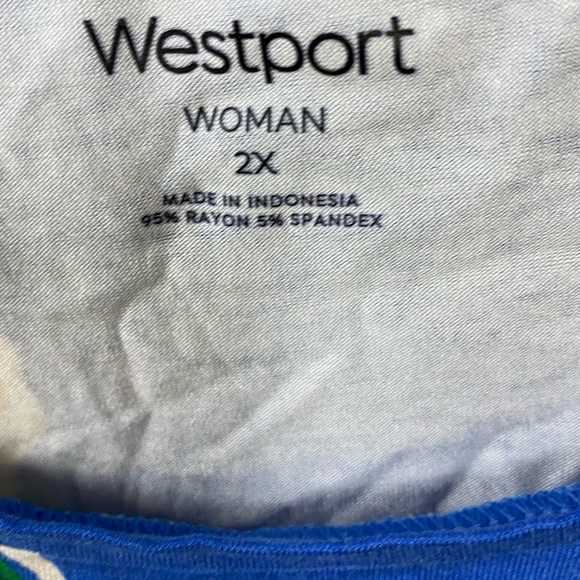 Westport
WOMAN
2X
MADE IN INDONESIA
95% RAYON 5% SPANDEX